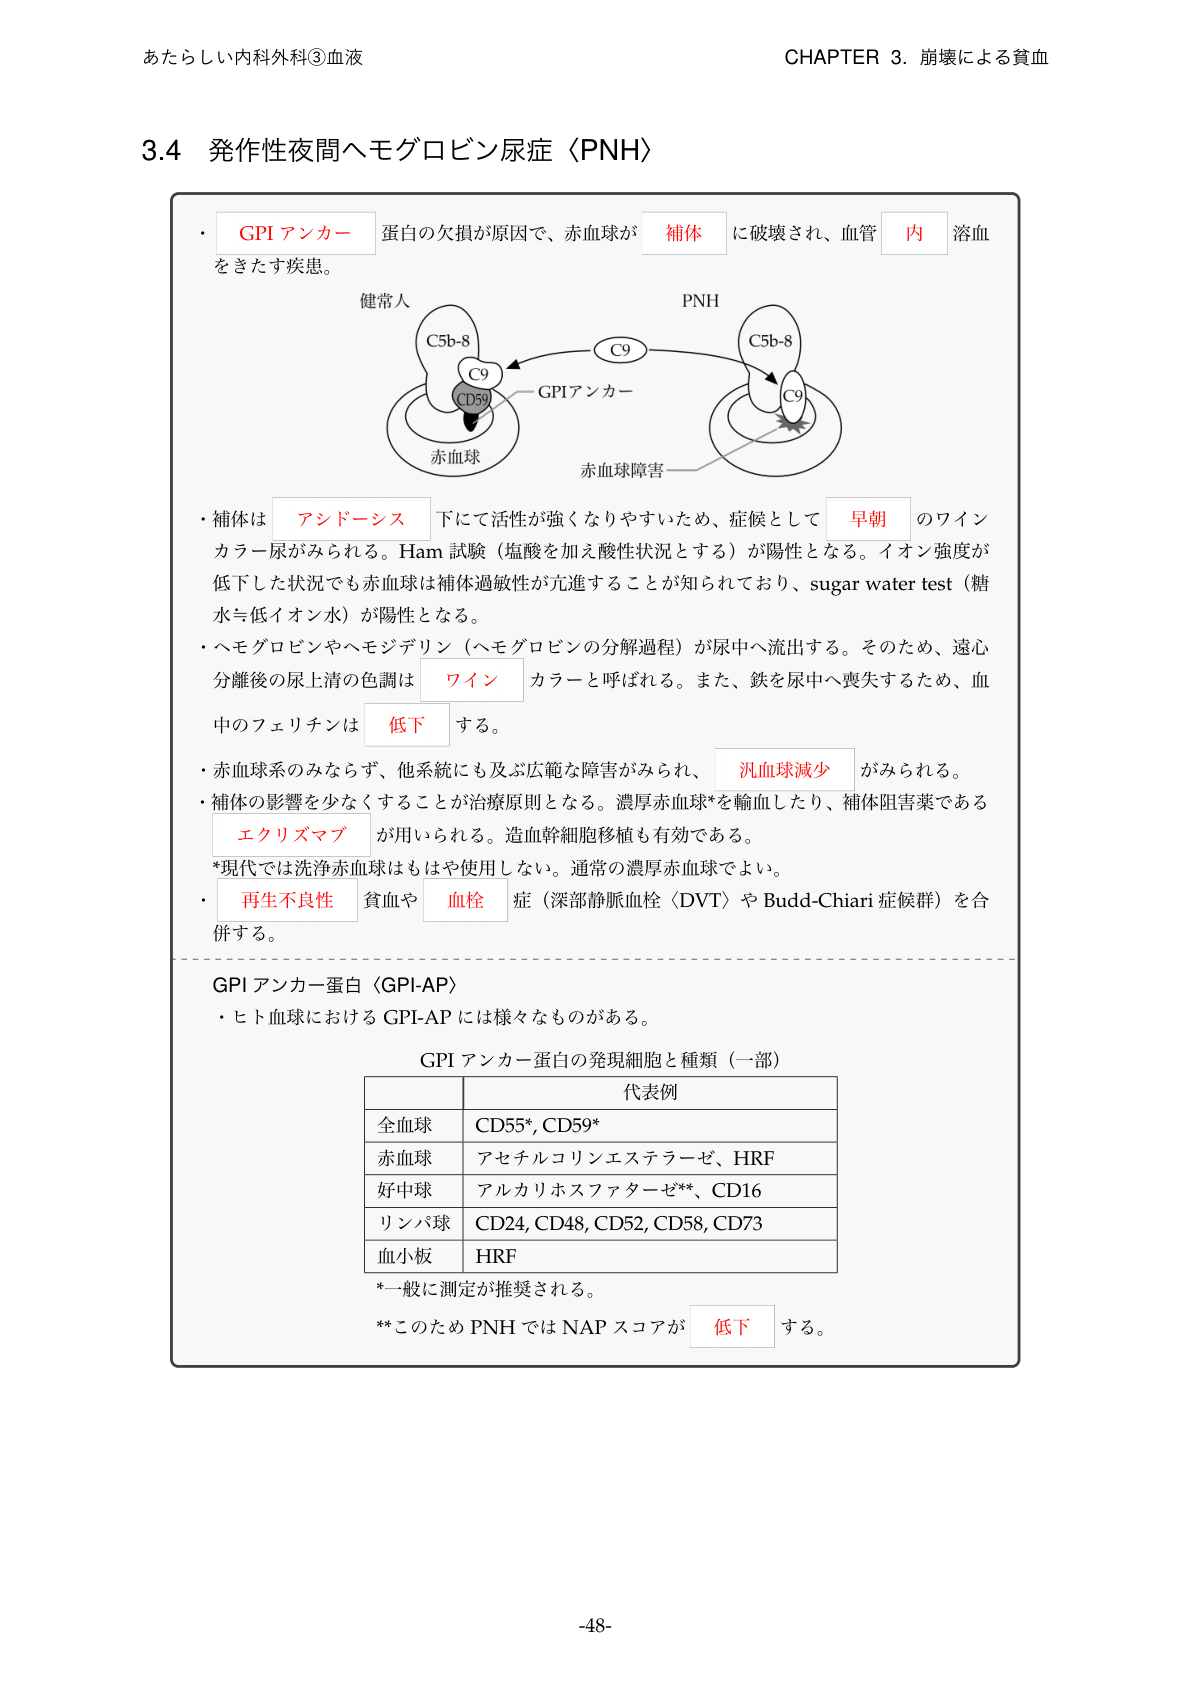 あたらしい内科外科③血液
CHAPTER 3. 崩壊による貧血
3.4 発作性夜間ヘモグロビン尿症〈PNH〉
・ GPI アンカー 蛋白の欠損が原因で、赤血球が 補体 に破壊され、血管 内 溶血
をきたす疾患。
健常人 PNH
C5b-8 C5b-8
C9
C9
GPIアンカー
CD59
C9
赤血球
赤血球障害
・補体は アシドーシス 下にて活性が強くなりやすいため、症候として 早朝 のワイン
カラー尿がみられる。Ham 試験（塩酸を加え酸性状況とする）が陽性となる。イオン強度が
低下した状況でも赤血球は補体過敏性が亢進することが知られており、sugar water test（糖
水≒低イオン水）が陽性となる。
・ヘモグロビンやヘモジデリン（ヘモグロビンの分解過程）が尿中へ流出する。そのため、遠心
分離後の尿上清の色調は ワイン カラーと呼ばれる。また、鉄を尿中へ喪失するため、血
中のフェリチンは 低下 する。
・赤血球系のみならず、他系統にも及ぶ広範な障害がみられ、 汎血球減少 がみられる。
・補体の影響を少なくすることが治療原則となる。濃厚赤血球*を輸血したり、補体阻害薬である
エクリズマブ が用いられる。造血幹細胞移植も有効である。
*現代では洗浄赤血球はもはや使用しない。通常の濃厚赤血球でよい。
・ 再生不良性 貧血や 血栓 症（深部静脈血栓〈DVT〉や Budd-Chiari 症候群）を合
併する。
GPI アンカー蛋白〈GPI-AP〉
・ヒト血球における GPI-AP には様々なものがある。
GPI アンカー蛋白の発現細胞と種類（一部）
代表例
全血球 CD55*, CD59*
赤血球 アセチルコリンエステラーゼ、HRF
好中球 アルカリホスファターゼ**、CD16
リンパ球 CD24, CD48, CD52, CD58, CD73
血小板 HRF
*一般に測定が推奨される。
**このため PNH では NAP スコアが 低下 する。
-48-